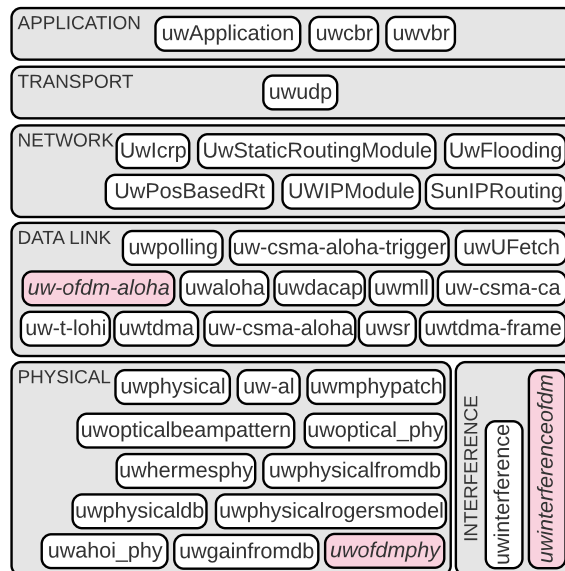 APPLICATION uwApplication uwcbr uwvbr
TRANSPORT uwudp
NETWORK UwIcrp UwStaticRoutingModule UwFlooding
UwPosBasedRt UWIPModule SunIPRouting
DATA LINK uwpolling uw-csma-aloha-trigger uwUFetch
uw-ofdm-aloha uwaloha uwdacap uwmll uw-csma-ca
uw-t-lohi uwtdma uw-csma-aloha uwsr uwtdma-frame
PHYSICAL uwphysical uw-al uwmphypatch
uwopticalbeampattern uwoptical_phy
uwhermesphy uwphysicalfromdb
uwphysicaldb uwphysicalrogersmodel
uwahoi_phy uwgainfromdb uwofdmphy
INTERFERENCE
uwinterference
uwinterferenceofdm